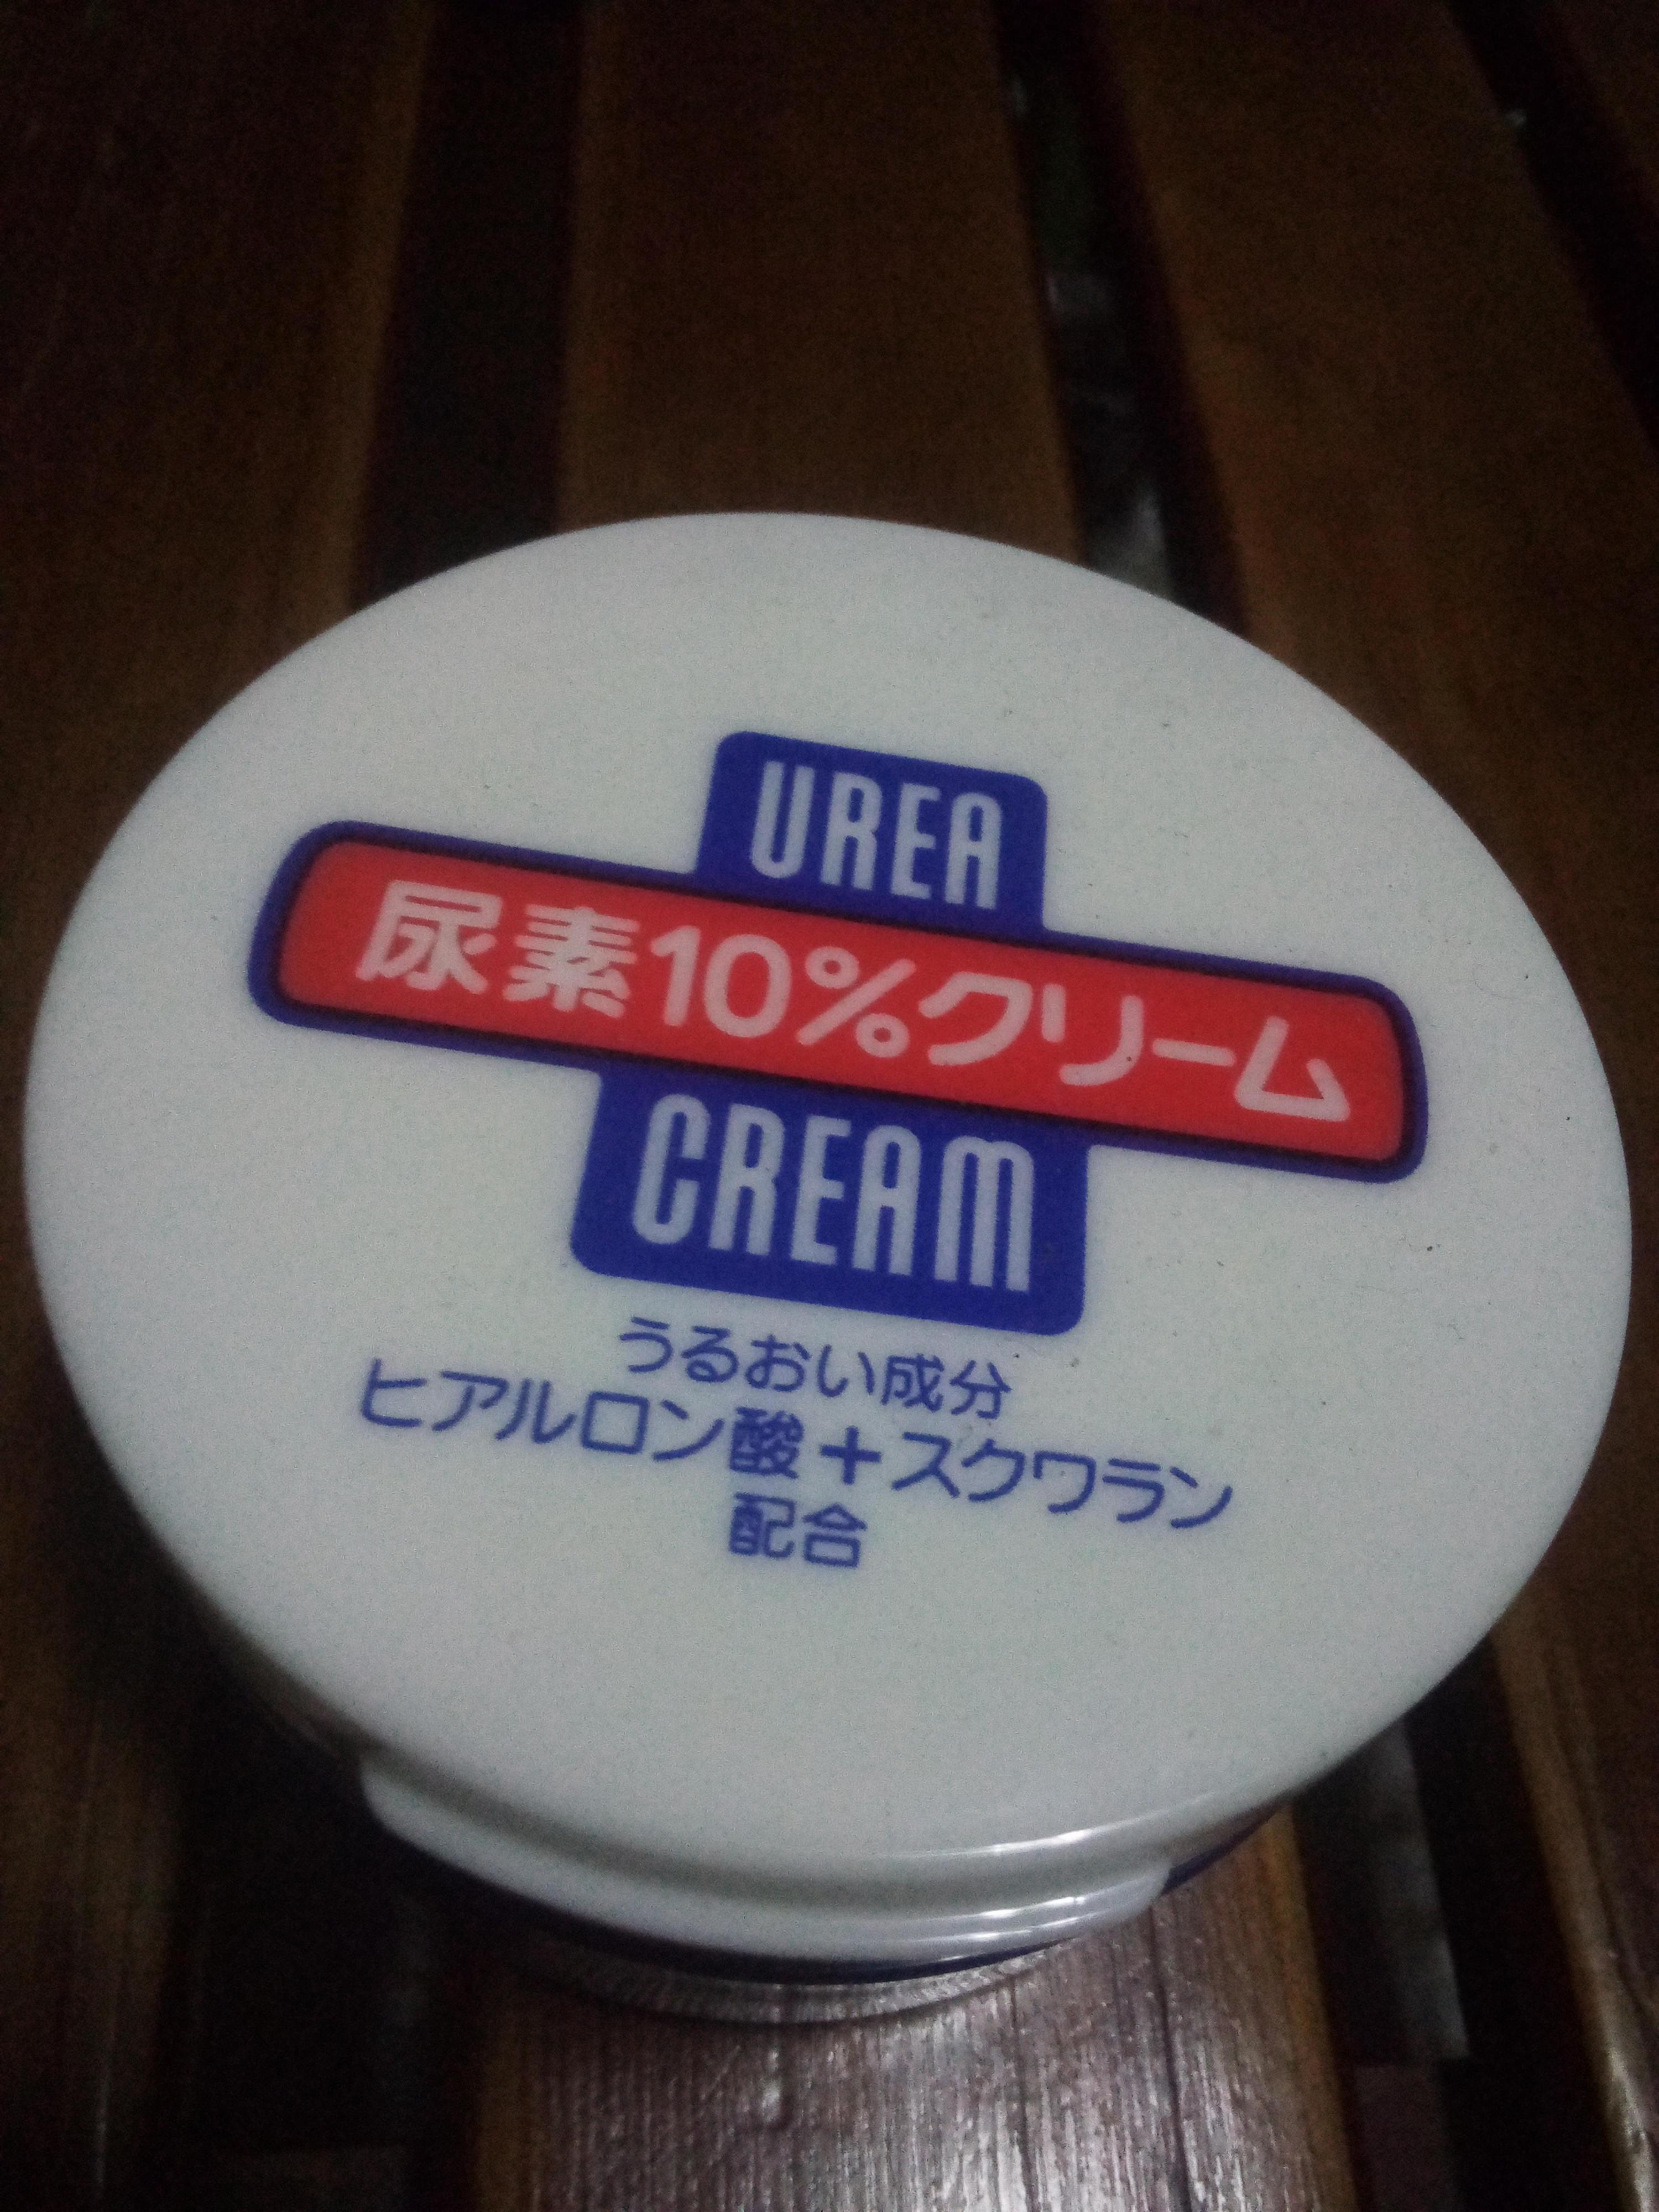 UREA
尿素10%クリーム
CREAM
うるおい成分
ヒアルロン酸+スクワラン
配合